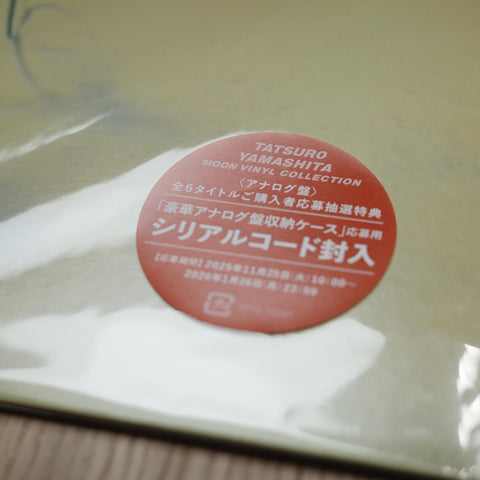 TATSURO
YAMASHITA
MOON VINYL COLLECTION
〈アナログ盤〉
全6タイトルご購入者応募抽選特典
「豪華アナログ盤収納ケース」応募用
シリアルコード封入
【応募期間】2025年11月25日(火)10:00～
2026年1月26日(月)23:59